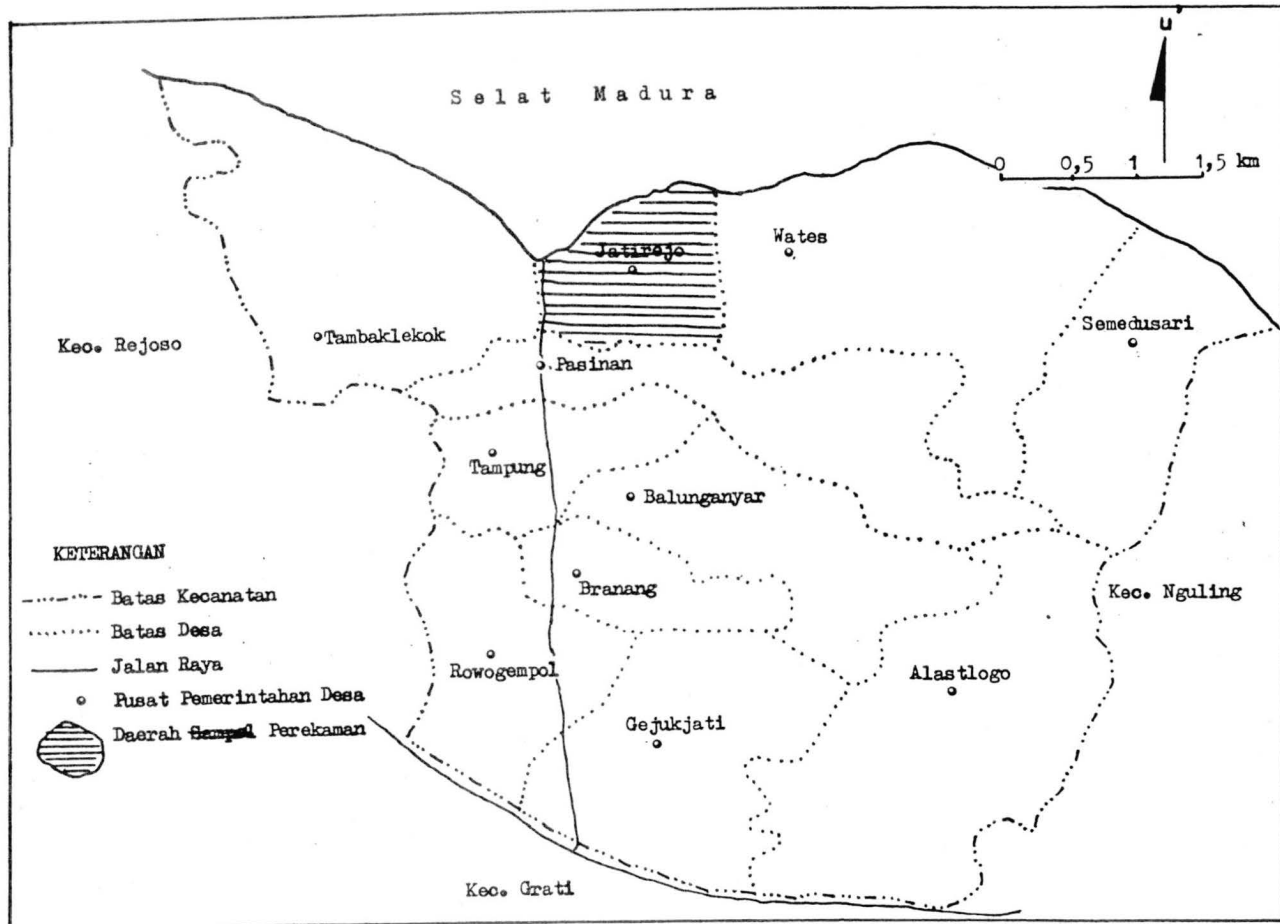 u
Selat Madura
0 0,5 1 1,5 km
Jatirejo
Wates
Semedusari
Kec. Rejoso
Tambaklekok
Pasinan
Tampung
Balunganyar
KETERANGAN
Batas Kecanatan
Batas Desa
Jalan Raya
Pusat Pemerintahan Desa
Daerah Sampel Perekaman
Branang
Kec. Nguling
Rowogempol
Alastlogo
Gejukjati
Kec. Grati